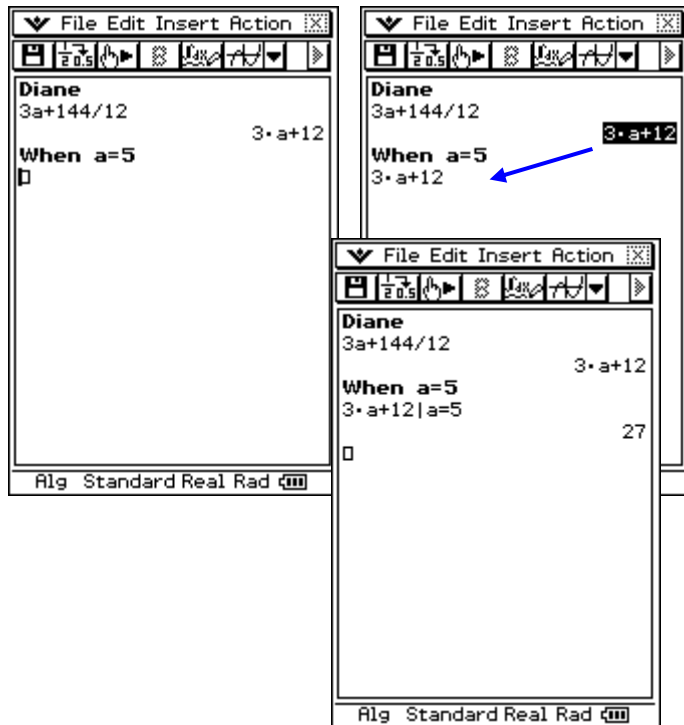 File Edit Insert Action
Diane
3a+144/12
3·a+12
When a=5
Alg Standard Real Rad
File Edit Insert Action
Diane
3a+144/12
3·a+12
When a=5
3·a+12
File Edit Insert Action
Diane
3a+144/12
3·a+12
When a=5
3·a+12|a=5
27
Alg Standard Real Rad